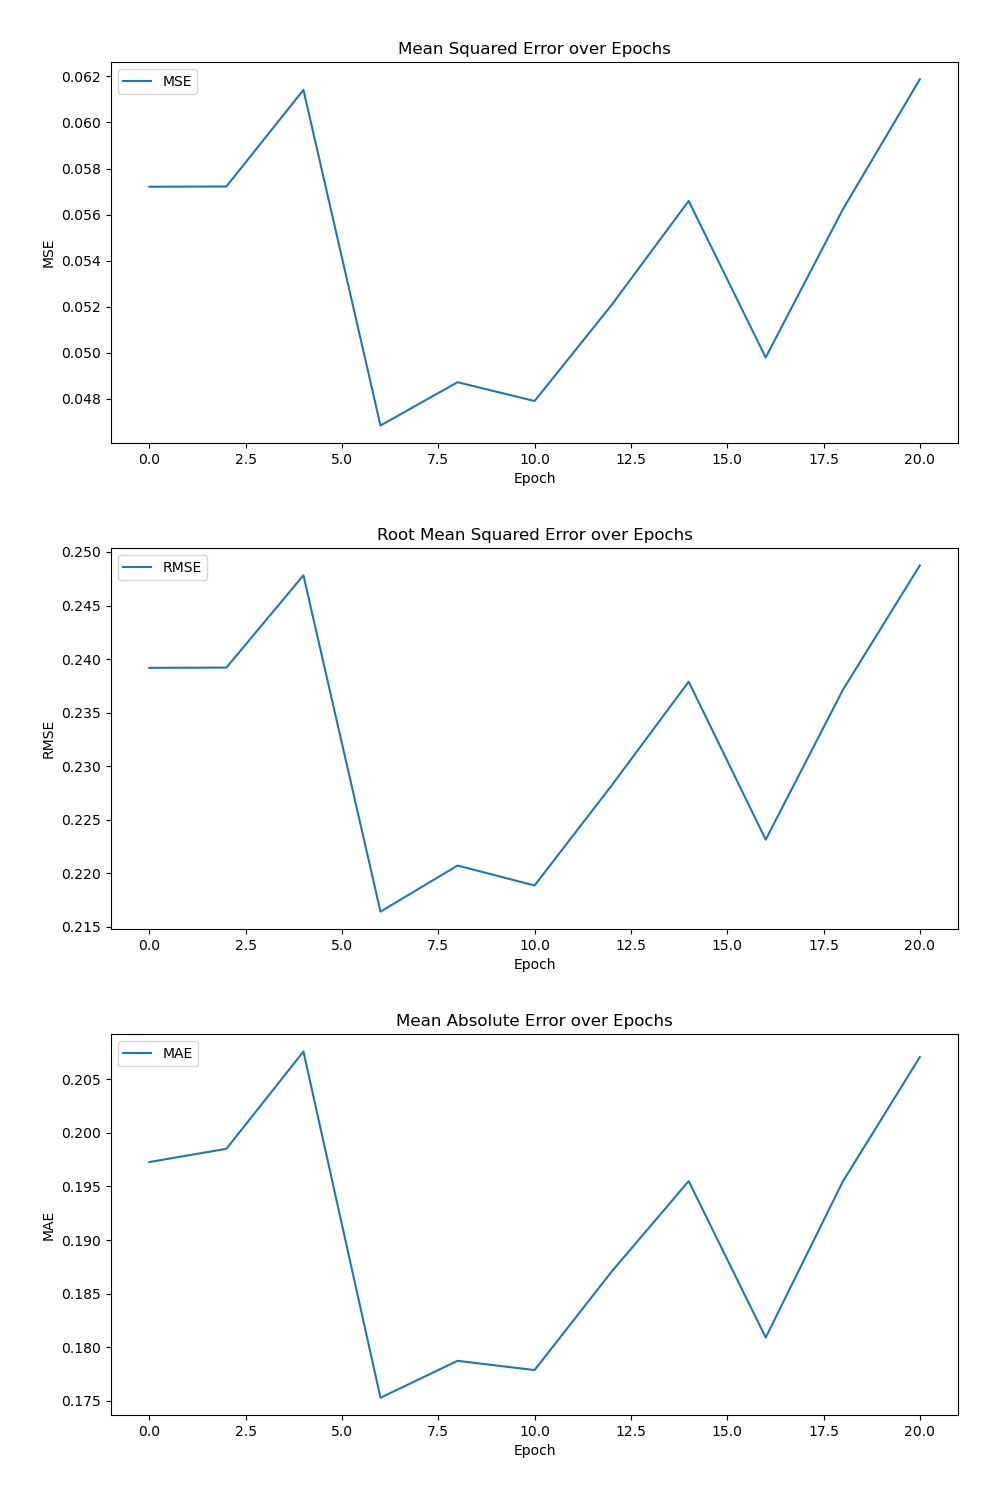 Mean Squared Error over Epochs
MSE
0.062
0.060
0.058
0.056
0.054
0.052
0.050
0.048
MSE
0.0 2.5 5.0 7.5 10.0 12.5 15.0 17.5 20.0
Epoch
Root Mean Squared Error over Epochs
RMSE
0.250
0.245
0.240
0.235
0.230
0.225
0.220
0.215
RMSE
0.0 2.5 5.0 7.5 10.0 12.5 15.0 17.5 20.0
Epoch
Mean Absolute Error over Epochs
MAE
0.205
0.200
0.195
0.190
0.185
0.180
0.175
MAE
0.0 2.5 5.0 7.5 10.0 12.5 15.0 17.5 20.0
Epoch